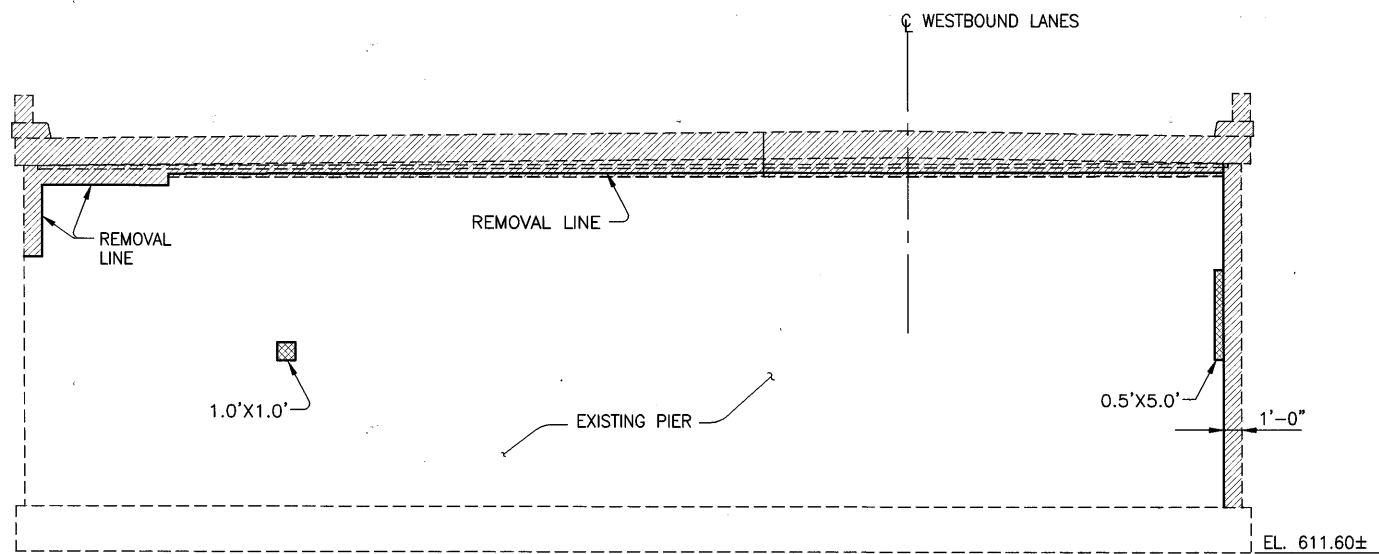 ℄ WESTBOUND LANES
REMOVAL LINE
REMOVAL
LINE
1.0'X1.0'
EXISTING PIER
0.5'X5.0'
1'-0"
EL. 611.60±